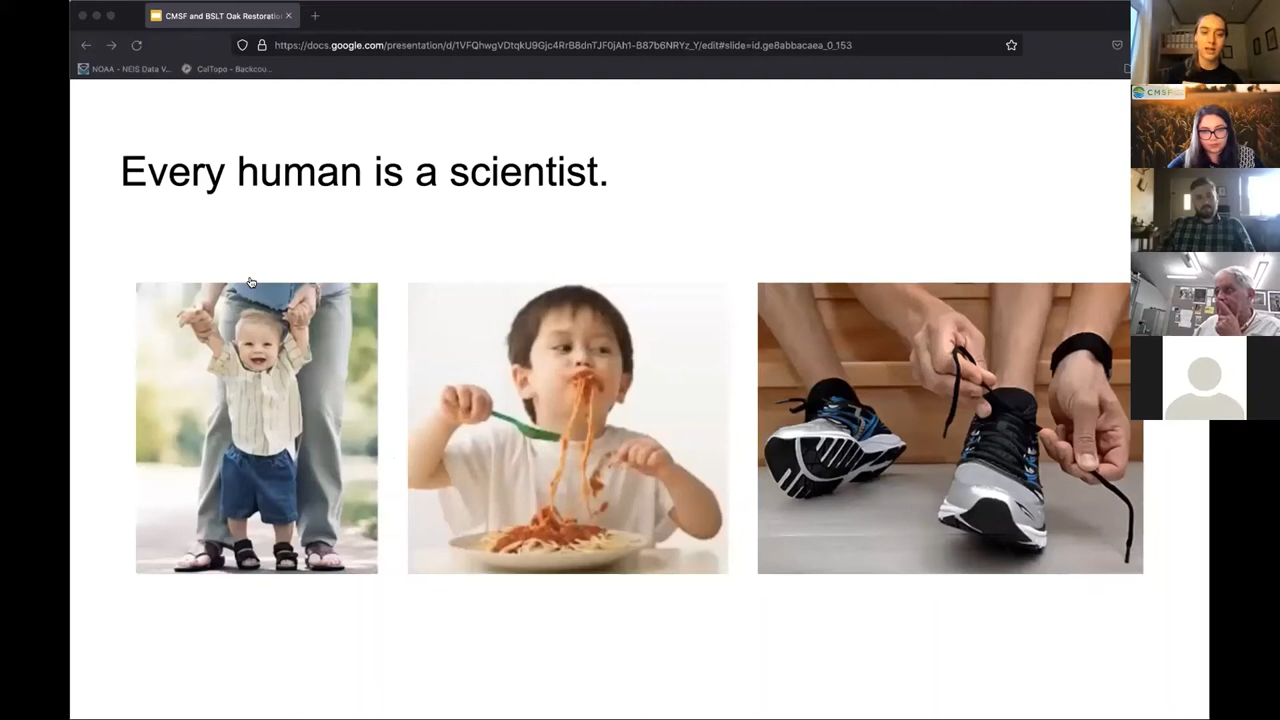 CMSF and BSLT Oak Restoration
https://docs.google.com/presentation/d/1VFQhwgVDtqkU9Gjc4RrB8dnTJF0jAh1-B87b6NRYz_Y/edit#slide=id.ge8abbacaea_0_153
NOAA - NEIS Data V... CalTopo - Backcou...
CMSF
Every human is a scientist.